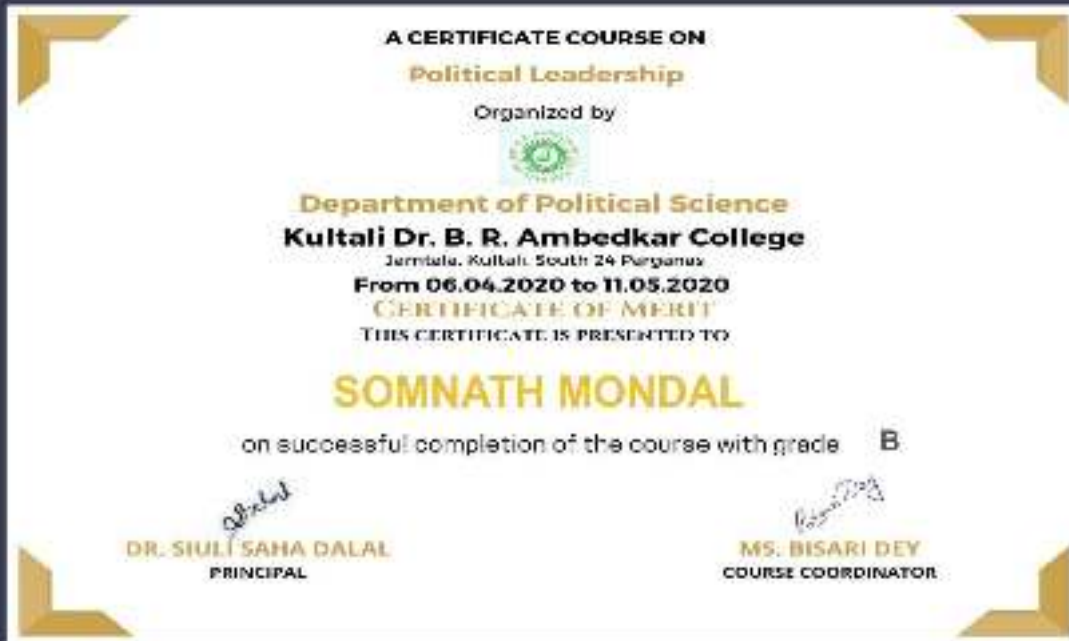 A CERTIFICATE COURSE ON
Political Leadership
Organized by
Department of Political Science
Kultali Dr. B. R. Ambedkar College
Jamtala, Kultali, South 24 Parganas
From 06.04.2020 to 11.05.2020
CERTIFICATE OF MERIT
THIS CERTIFICATE IS PRESENTED TO
SOMNATH MONDAL
on successful completion of the course with grade B
DR. SIULI SAHA DALAL
PRINCIPAL
MS. BISARI DEY
COURSE COORDINATOR